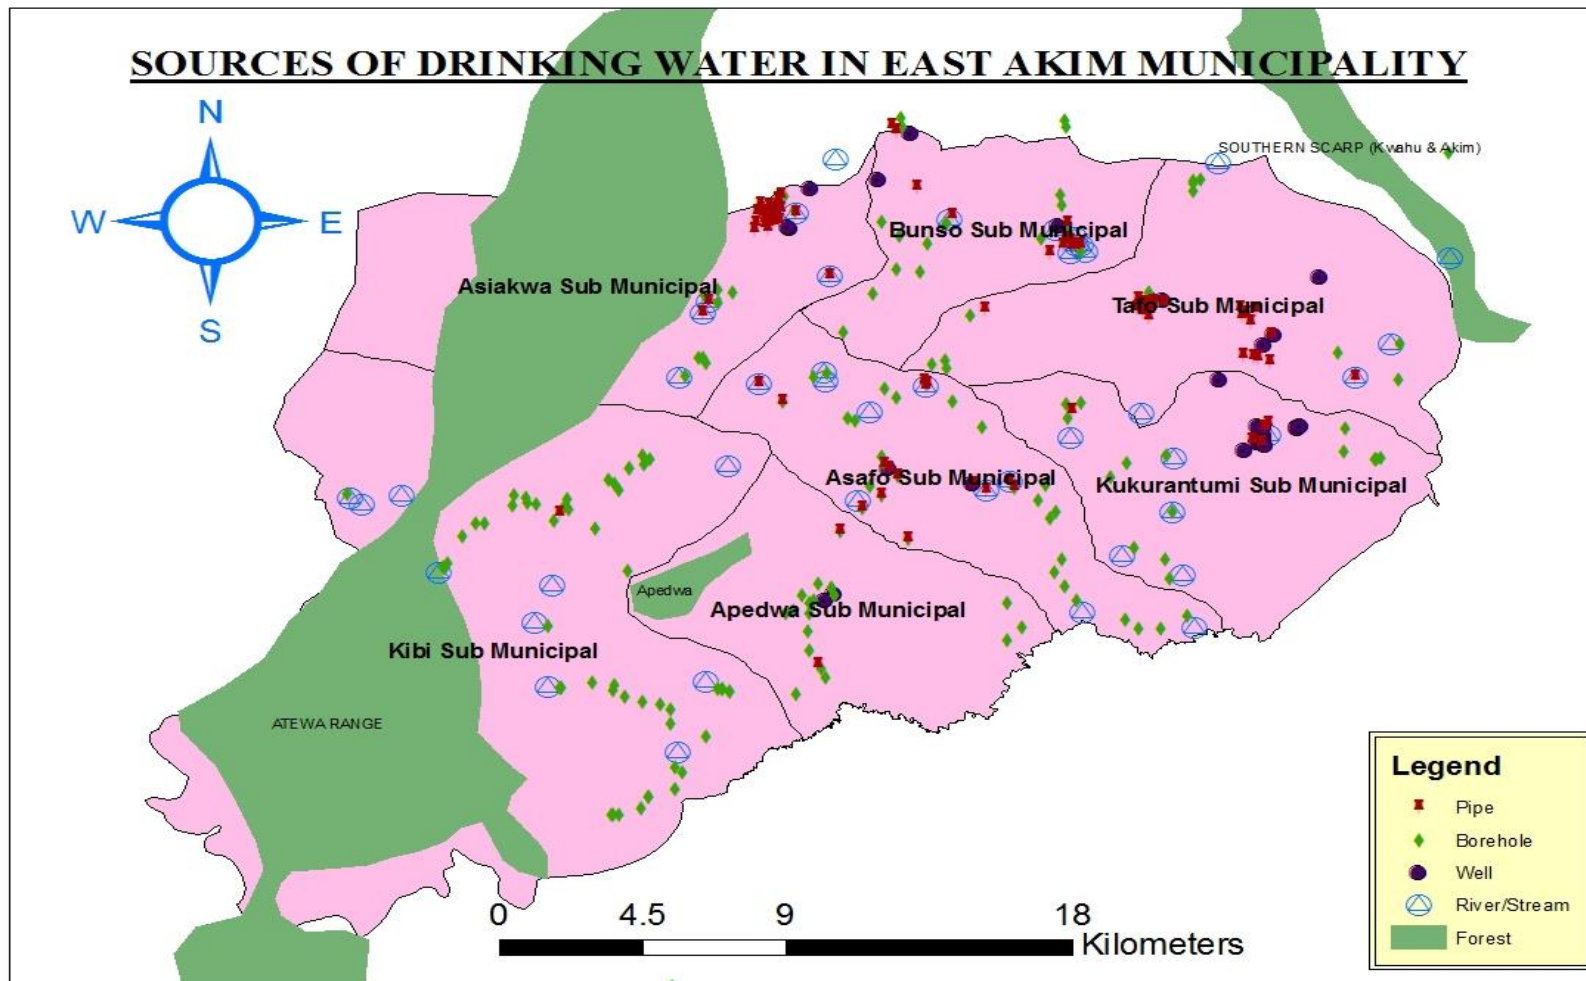 SOURCES OF DRINKING WATER IN EAST AKIM MUNICIPALITY
N
W
E
S
SOUTHERN SCARP (Kwahu & Akim)
Bunso Sub Municipal
Asiakwa Sub Municipal
Tafo Sub Municipal
Asafo Sub Municipal
Kukurantumi Sub Municipal
Apedwa
Apedwa Sub Municipal
Kibi Sub Municipal
ATEWA RANGE
Legend
Pipe
Borehole
Well
River/Stream
Forest
0 4.5 9 18
Kilometers